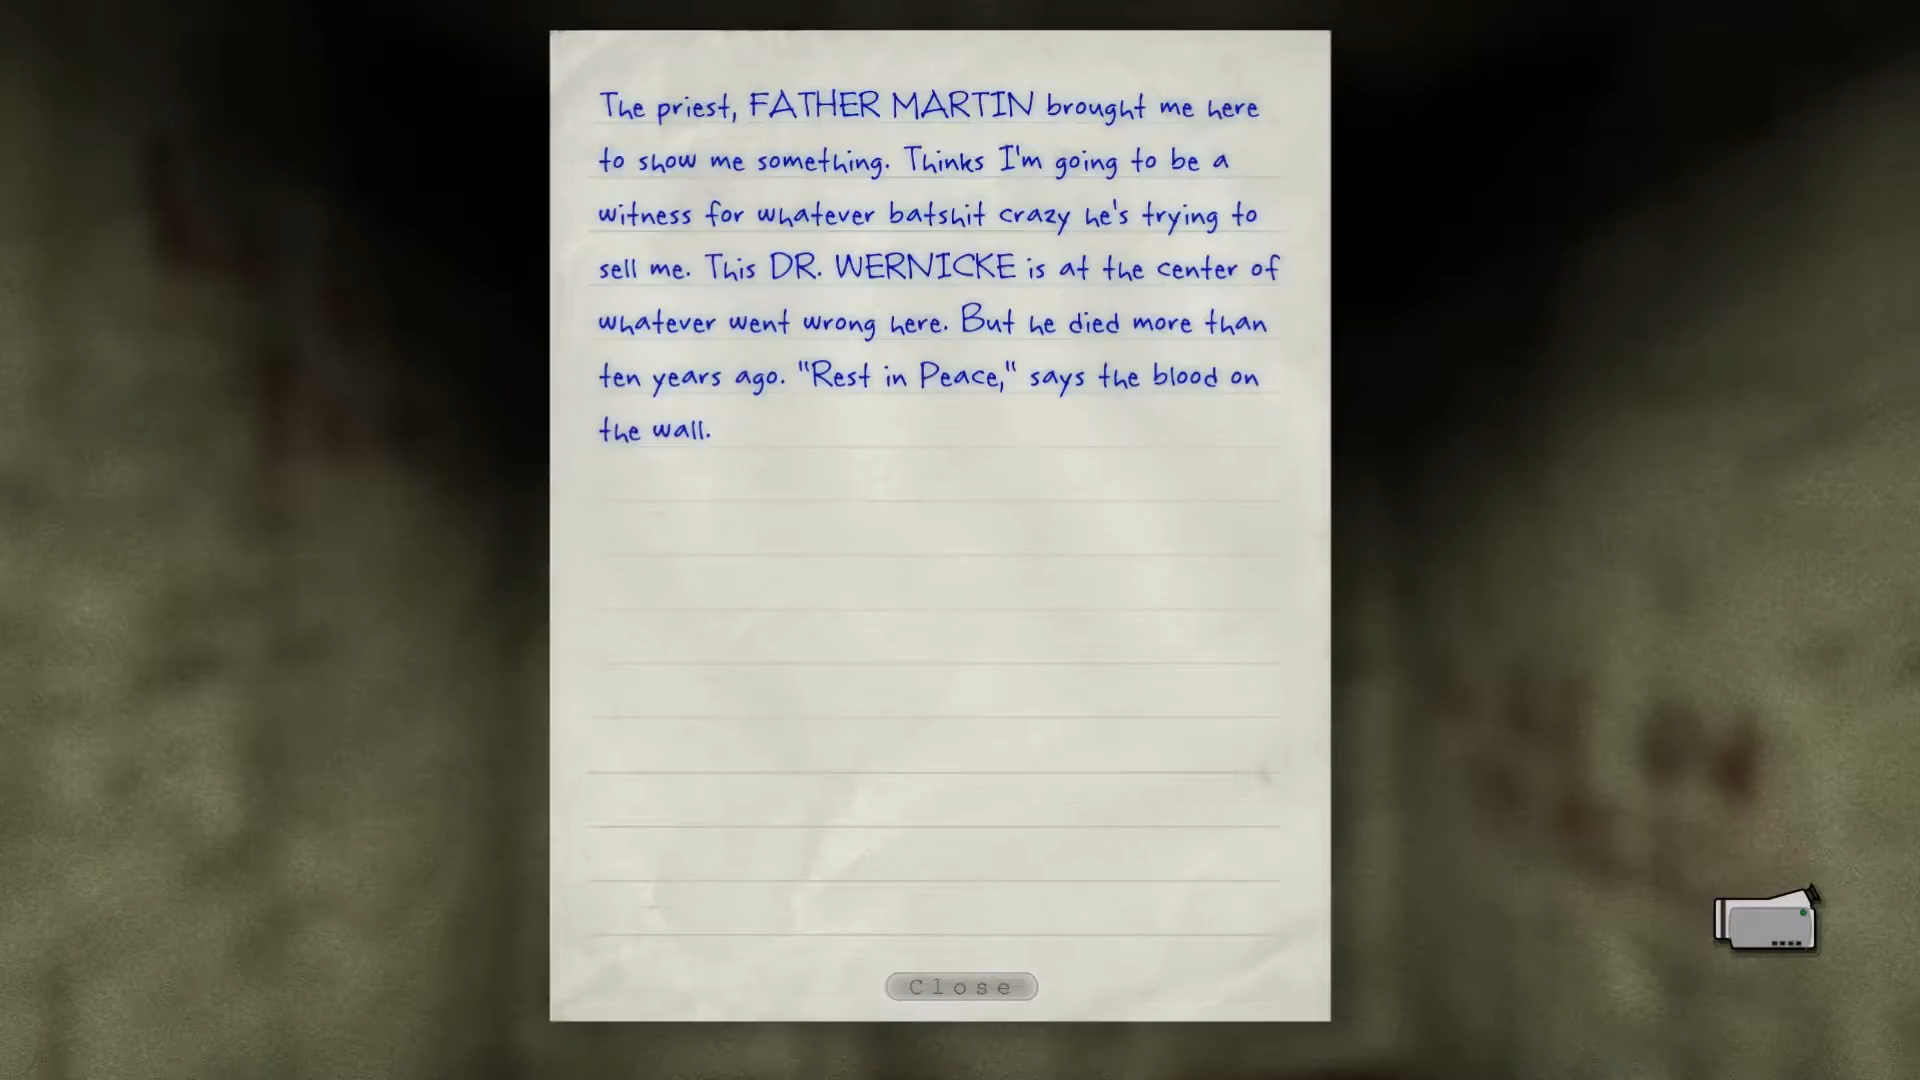 The priest, FATHER MARTIN brought me here
to show me something. Thinks I'm going to be a
witness for whatever batshit crazy he's trying to
sell me. This DR. WERNICKE is at the center of
whatever went wrong here. But he died more than
ten years ago. "Rest in Peace," says the blood on
the wall.
Close